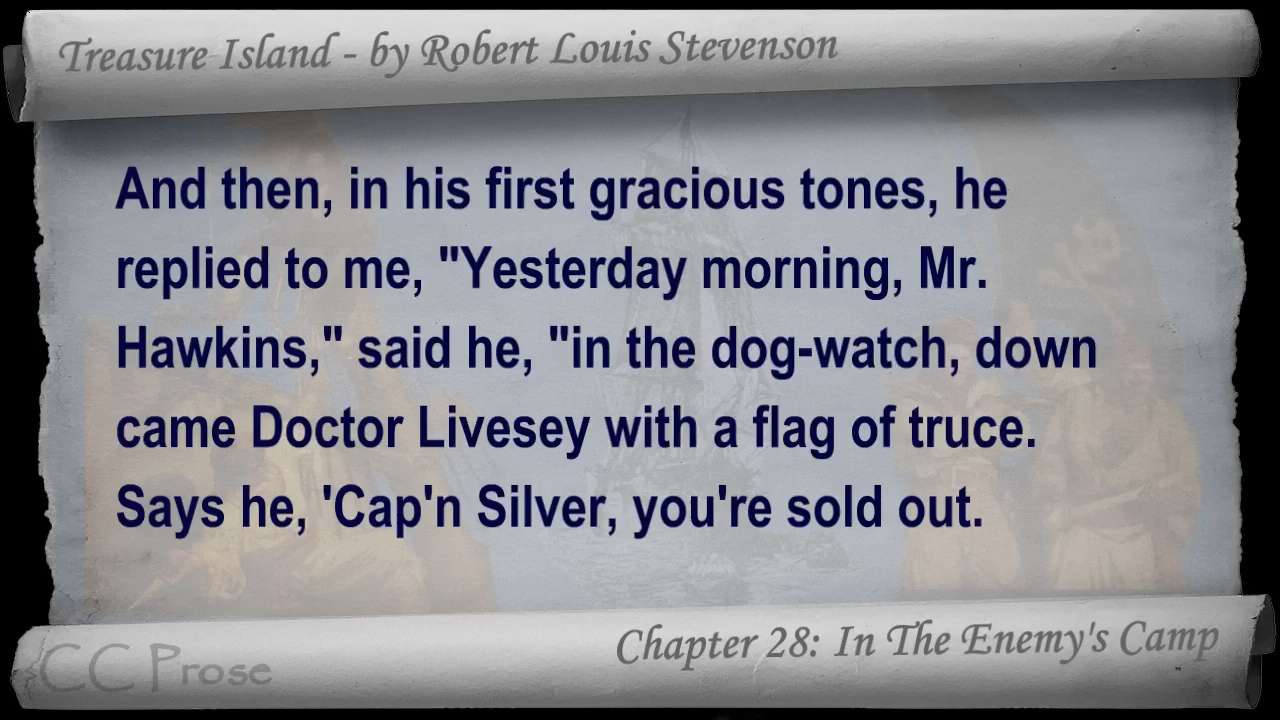 Treasure Island - by Robert Louis Stevenson
And then, in his first gracious tones, he
replied to me, "Yesterday morning, Mr.
Hawkins," said he, "in the dog-watch, down
came Doctor Livesey with a flag of truce.
Says he, 'Cap'n Silver, you're sold out.
Chapter 28: In The Enemy's Camp
CC Prose